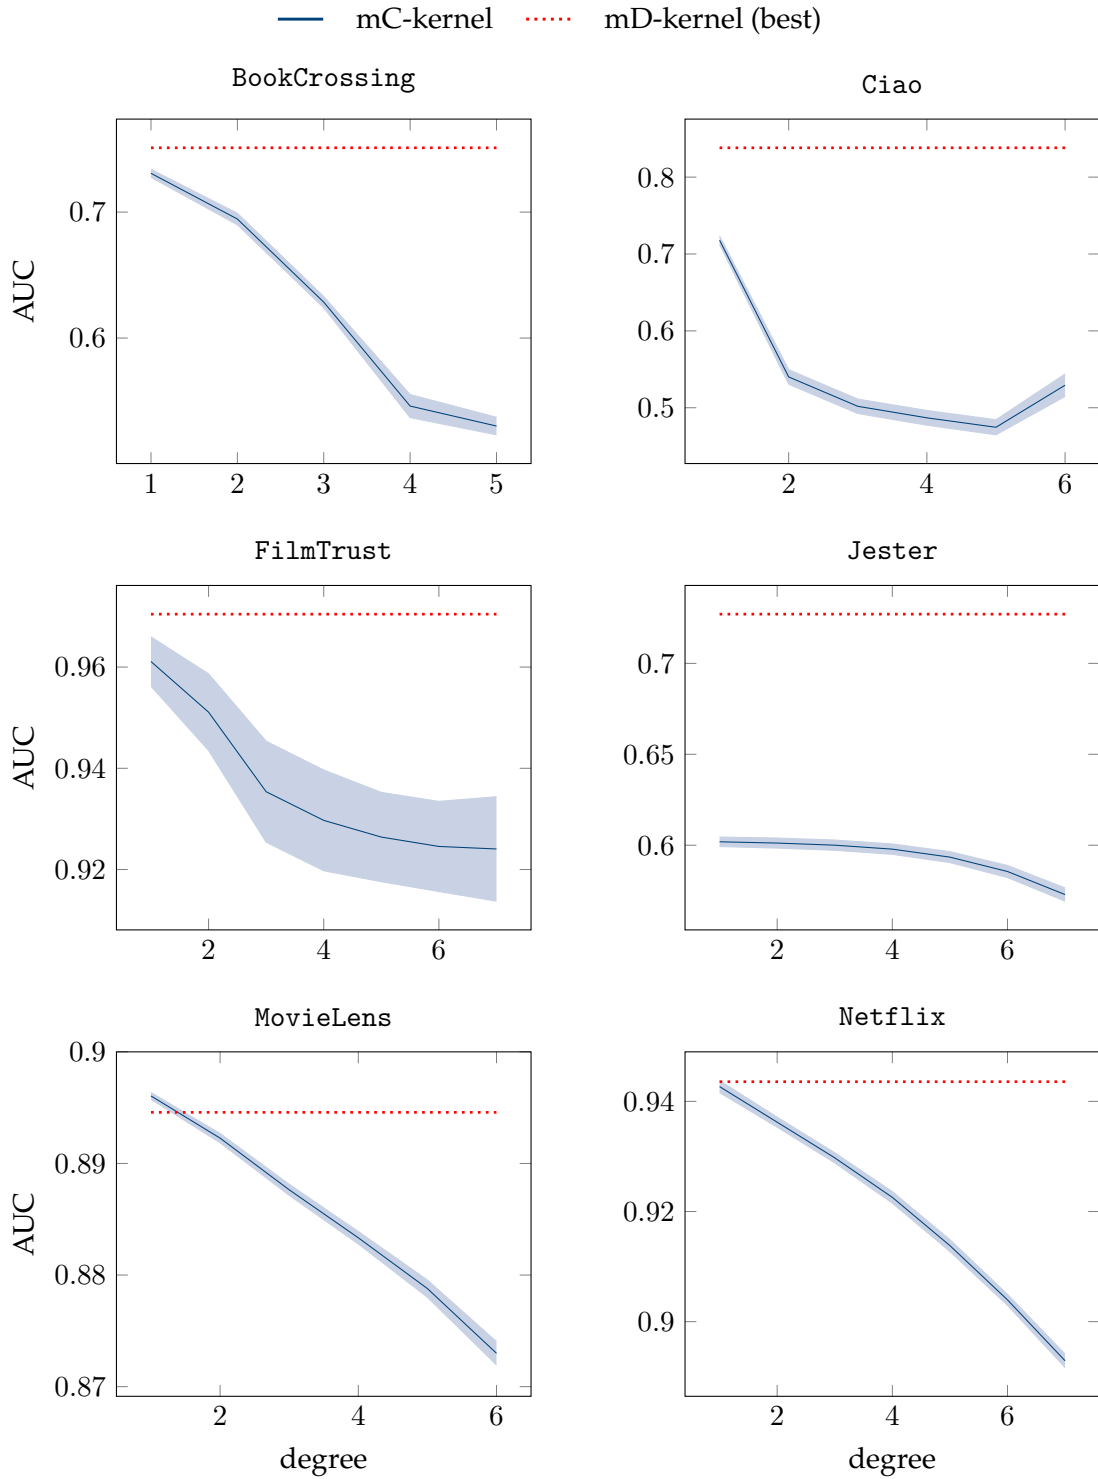 mC-kernel mD-kernel (best)
BookCrossing
0.7
0.6
AUC
1 2 3 4 5
Ciao
0.8
0.7
0.6
0.5
2 4 6
FilmTrust
0.96
0.94
0.92
AUC
2 4 6
Jester
0.7
0.65
0.6
2 4 6
MovieLens
0.9
0.89
0.88
0.87
AUC
2 4 6
degree
Netflix
0.94
0.92
0.9
2 4 6
degree